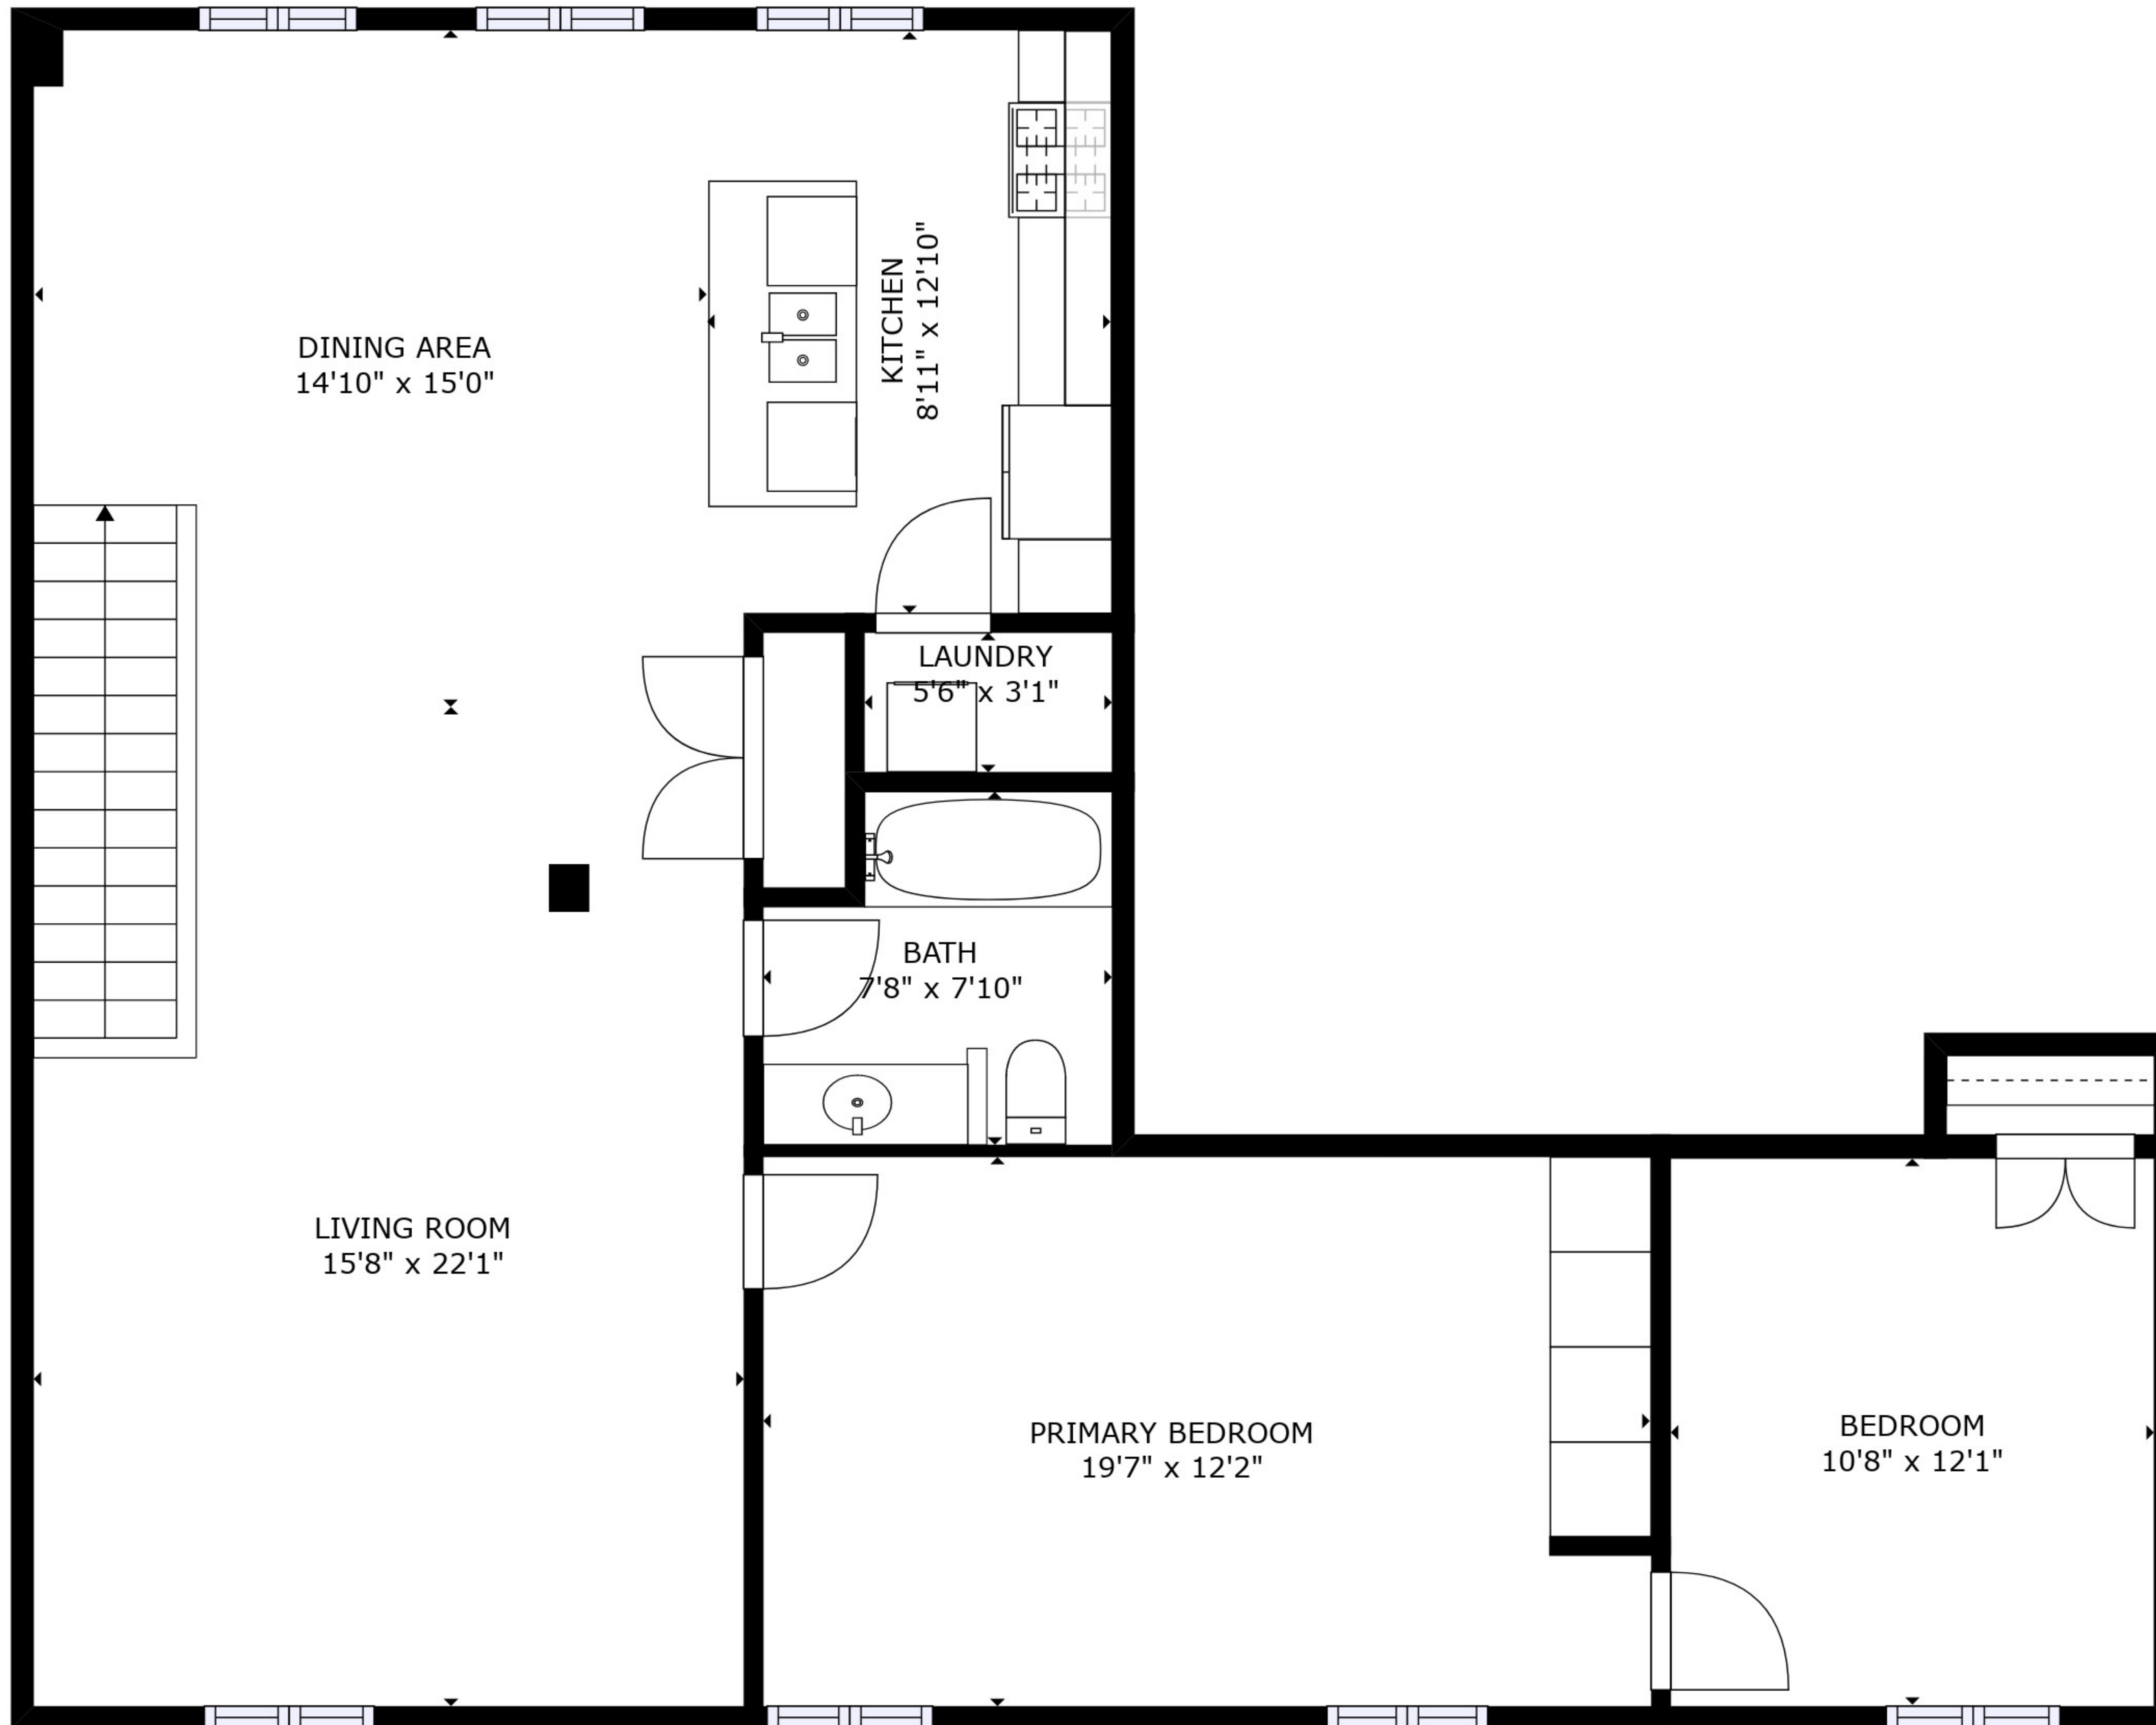 DINING AREA
14'10" x 15'0"
KITCHEN
8'11" x 12'10"
LAUNDRY
5'6" x 3'1"
BATH
7'8" x 7'10"
LIVING ROOM
15'8" x 22'1"
PRIMARY BEDROOM
19'7" x 12'2"
BEDROOM
10'8" x 12'1"